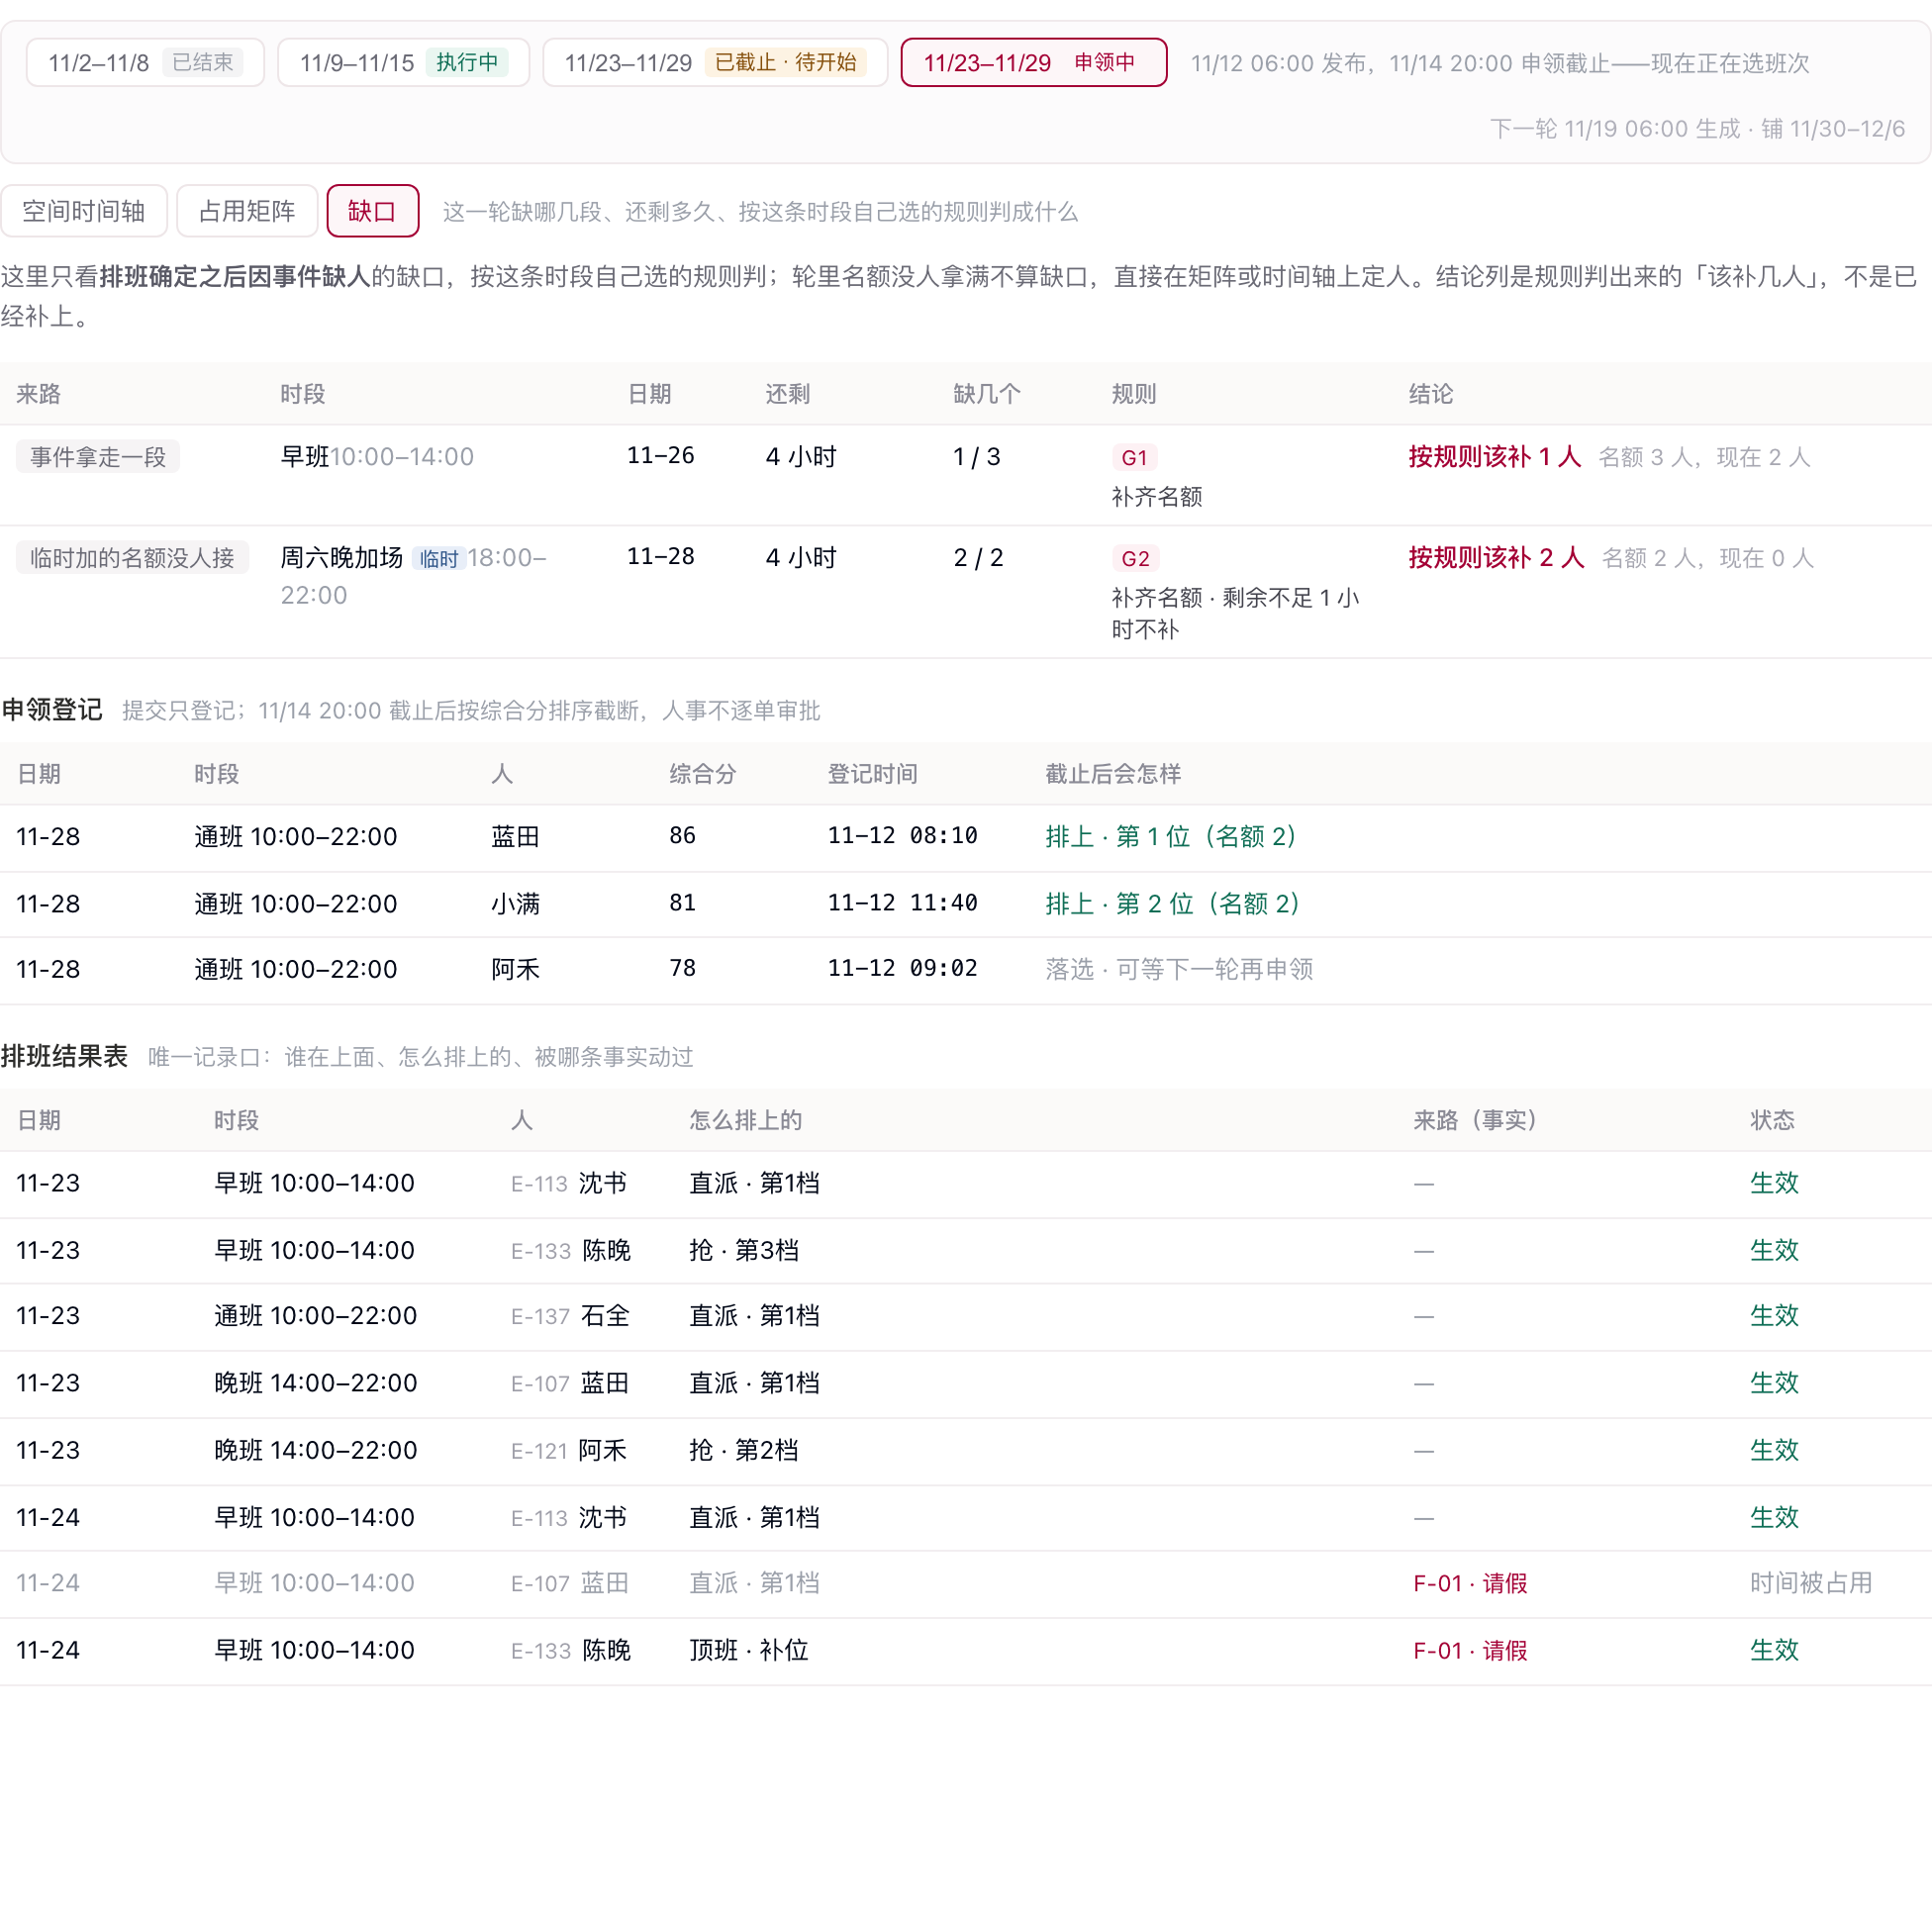 11/2–11/8 已结束 11/9–11/15 执行中 11/23–11/29 已截止 · 待开始 11/23–11/29 申领中 11/12 06:00 发布，11/14 20:00 申领截止——现在正在选班次
下一轮 11/19 06:00 生成 · 铺 11/30–12/6
空间时间轴 占用矩阵 缺口 这一轮缺哪几段、还剩多久、按这条时段自己选的规则判成什么
这里只看排班确定之后因事件缺人的缺口，按这条时段自己选的规则判；轮里名额没人拿满不算缺口，直接在矩阵或时间轴上定人。结论列是规则判出来的「该补几人」，不是已
经补上。
来路 时段 日期 还剩 缺几个 规则 结论
事件拿走一段 早班10:00–14:00 11-26 4 小时 1 / 3 G1 按规则该补 1 人 名额 3 人，现在 2 人
补齐名额
临时加的名额没人接 周六晚加场 临时 18:00– 11-28 4 小时 2 / 2 G2 按规则该补 2 人 名额 2 人，现在 0 人
22:00 补齐名额 · 剩余不足 1 小
时不补
申领登记 提交只登记；11/14 20:00 截止后按综合分排序截断，人事不逐单审批
日期 时段 人 综合分 登记时间 截止后会怎样
11-28 通班 10:00–22:00 蓝田 86 11-12 08:10 排上 · 第 1 位（名额 2）
11-28 通班 10:00–22:00 小满 81 11-12 11:40 排上 · 第 2 位（名额 2）
11-28 通班 10:00–22:00 阿禾 78 11-12 09:02 落选 · 可等下一轮再申领
排班结果表 唯一记录口：谁在上面、怎么排上的、被哪条事实动过
日期 时段 人 怎么排上的 来路（事实） 状态
11-23 早班 10:00–14:00 E-113 沈书 直派 · 第1档 — 生效
11-23 早班 10:00–14:00 E-133 陈晚 抢 · 第3档 — 生效
11-23 通班 10:00–22:00 E-137 石全 直派 · 第1档 — 生效
11-23 晚班 14:00–22:00 E-107 蓝田 直派 · 第1档 — 生效
11-23 晚班 14:00–22:00 E-121 阿禾 抢 · 第2档 — 生效
11-24 早班 10:00–14:00 E-113 沈书 直派 · 第1档 — 生效
11-24 早班 10:00–14:00 E-107 蓝田 直派 · 第1档 F-01 · 请假 时间被占用
11-24 早班 10:00–14:00 E-133 陈晚 顶班 · 补位 F-01 · 请假 生效